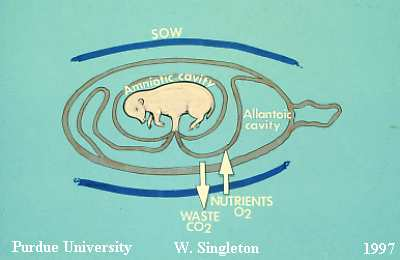 SOW
Amniotic cavity
Allantoic
cavity
NUTRIENTS
O2
WASTE
CO2
Purdue University W. Singleton 1997